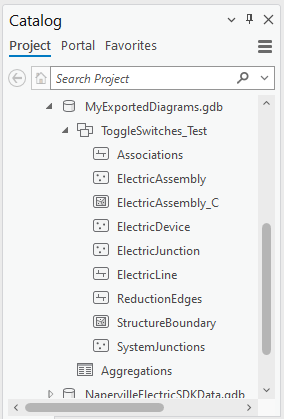 Catalog
Project Portal Favorites
Search Project
MyExportedDiagrams.gdb
ToggleSwitches_Test
Associations
ElectricAssembly
ElectricAssembly_C
ElectricDevice
ElectricJunction
ElectricLine
ReductionEdges
StructureBoundary
SystemJunctions
Aggregations
NapervilleElectricSDKData.gdb